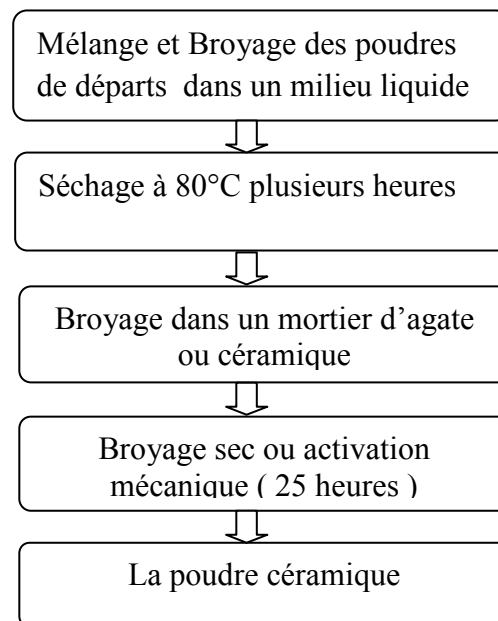 Mélange et Broyage des poudres
de départs dans un milieu liquide
Séchage à 80°C plusieurs heures
Broyage dans un mortier d’agate
ou céramique
Broyage sec ou activation
mécanique ( 25 heures )
La poudre céramique